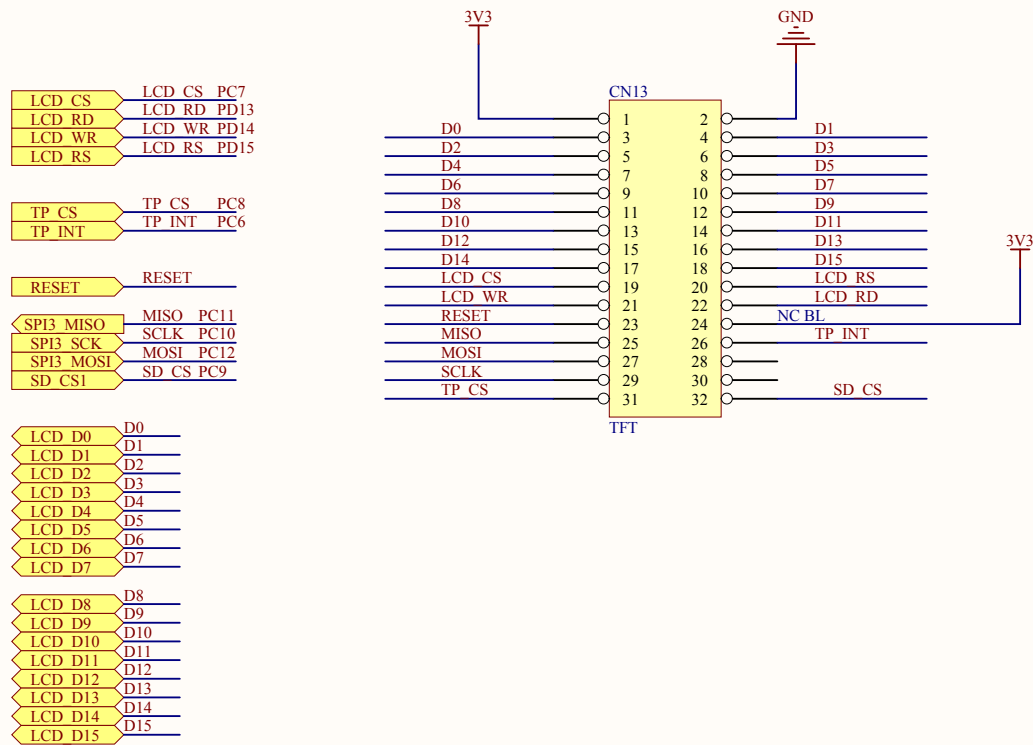 3V3
GND
LCD_CS LCD_CS PC7
LCD_RD LCD_RD PD13
LCD_WR LCD_WR PD14
LCD_RS LCD_RS PD15
TP_CS TP_CS PC8
TP_INT TP_INT PC6
RESET RESET
SPI3_MISO MISO PC11
SPI3_SCK SCLK PC10
SPI3_MOSI MOSI PC12
SD_CS1 SD_CS PC9
LCD_D0 D0
LCD_D1 D1
LCD_D2 D2
LCD_D3 D3
LCD_D4 D4
LCD_D5 D5
LCD_D6 D6
LCD_D7 D7
LCD_D8 D8
LCD_D9 D9
LCD_D10 D10
LCD_D11 D11
LCD_D12 D12
LCD_D13 D13
LCD_D14 D14
LCD_D15 D15
CN13
1 2
D0 3 4 D1
D2 5 6 D3
D4 7 8 D5
D6 9 10 D7
D8 11 12 D9
D10 13 14 D11
D12 15 16 D13
D14 17 18 D15
3V3
LCD_CS 19 20 LCD_RS
LCD_WR 21 22 LCD_RD
RESET 23 24 NC BL
MISO 25 26 TP_INT
MOSI 27 28
SCLK 29 30
TP_CS 31 32 SD_CS
TFT